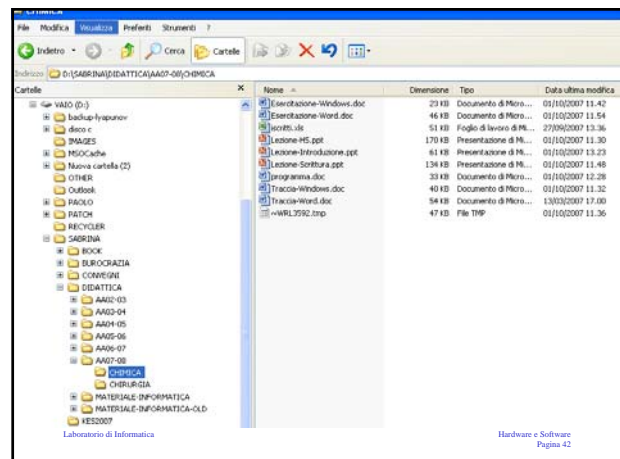 CHIMICA
File Modifica Visualizza Preferiti Strumenti ?
Indietro Cerca Cartelle
Indirizzo D:\SABRINA\DIDATTICA\AA07-08\CHIMICA
Cartelle
VAIO (D:)
backup-lyapunov
disco c
IMAGES
MSOCache
Nuova cartella (2)
OTHER
Outlook
PAOLO
PATCH
RECYCLER
SABRINA
BOOK
BUROCRAZIA
CONVEGNI
DIDATTICA
AA02-03
AA03-04
AA04-05
AA05-06
AA06-07
AA07-08
CHIMICA
CHIRURGIA
MATERIALE-INFORMATICA
MATERIALE-INFORMATICA-OLD
KES2007
Nome Dimensione Tipo Data ultima modifica
Esercitazione-Windows.doc 23 KB Documento di Micro... 01/10/2007 11.42
Esercitazione-Word.doc 46 KB Documento di Micro... 01/10/2007 11.54
iscritti.xls 51 KB Foglio di lavoro di Mi... 27/09/2007 13.36
Lezione-HS.ppt 170 KB Presentazione di Mi... 01/10/2007 11.30
Lezione-Introduzione.ppt 61 KB Presentazione di Mi... 01/10/2007 13.23
Lezione-Scrittura.ppt 134 KB Presentazione di Mi... 01/10/2007 11.48
programma.doc 33 KB Documento di Micro... 01/10/2007 12.28
Traccia-Windows.doc 40 KB Documento di Micro... 01/10/2007 11.32
Traccia-Word.doc 54 KB Documento di Micro... 13/03/2007 17.00
~WRL3592.tmp 47 KB File TMP 01/10/2007 11.36
Laboratorio di Informatica
Hardware e Software
Pagina 42